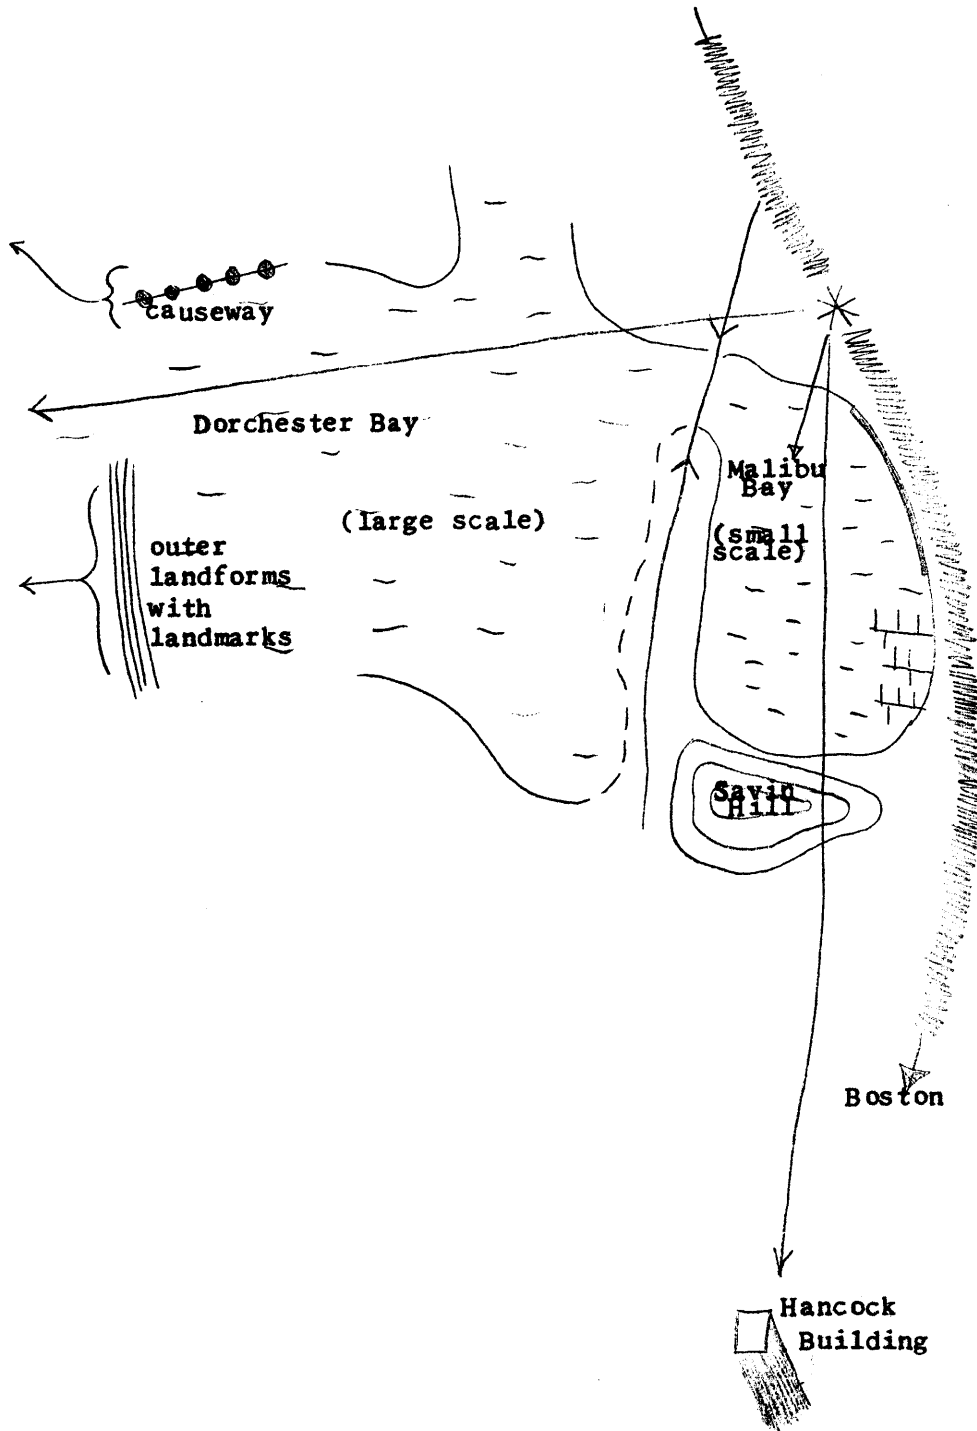 causeway
Dorchester Bay
Malibu
Bay
(large scale)
(small
scale)
outer
landforms
with
landmarks
Savin
Hill
Boston
Hancock
Building